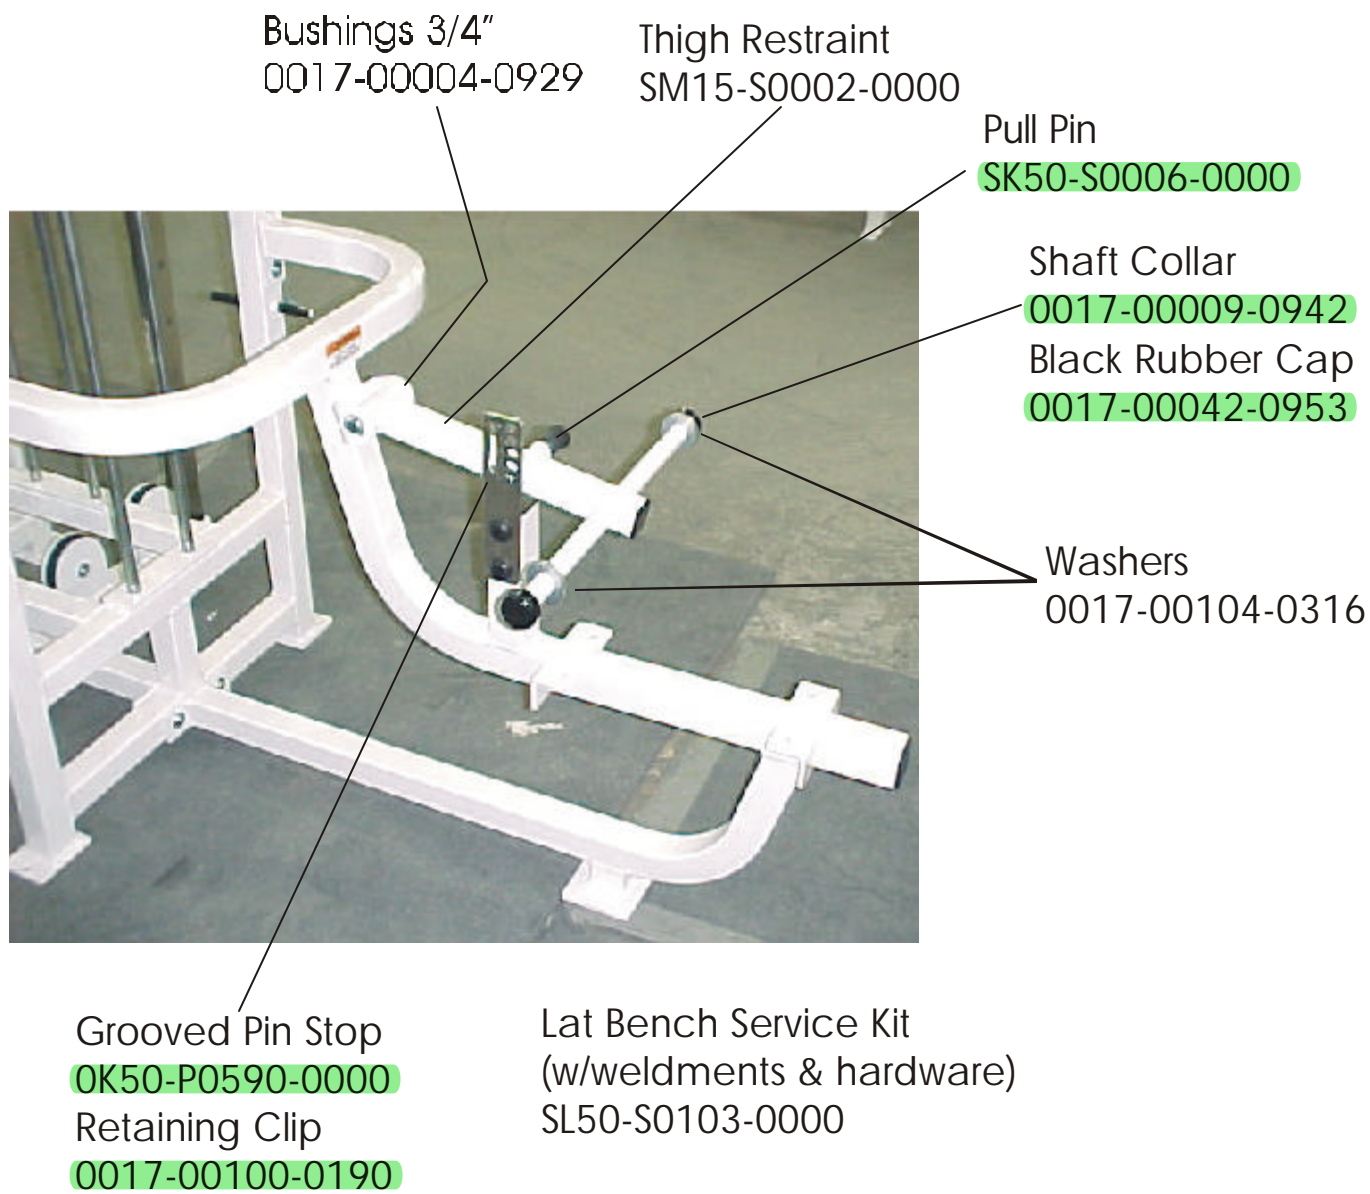 Bushings 3/4"
0017-00004-0929
Thigh Restraint
SM15-S0002-0000
Pull Pin
SK50-S0006-0000
Shaft Collar
0017-00009-0942
Black Rubber Cap
0017-00042-0953
Washers
0017-00104-0316
Grooved Pin Stop
0K50-P0590-0000
Retaining Clip
0017-00100-0190
Lat Bench Service Kit
(w/weldments & hardware)
SL50-S0103-0000